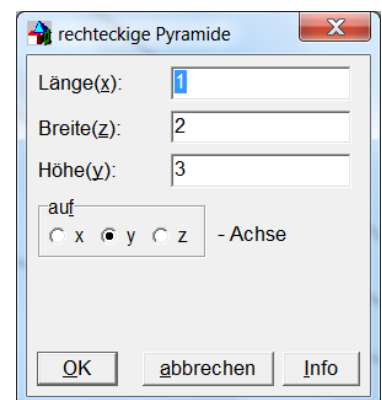 rechteckige Pyramide
Länge(x): 1
Breite(z): 2
Höhe(y): 3
auf
x y z - Achse
OK abbrechen Info